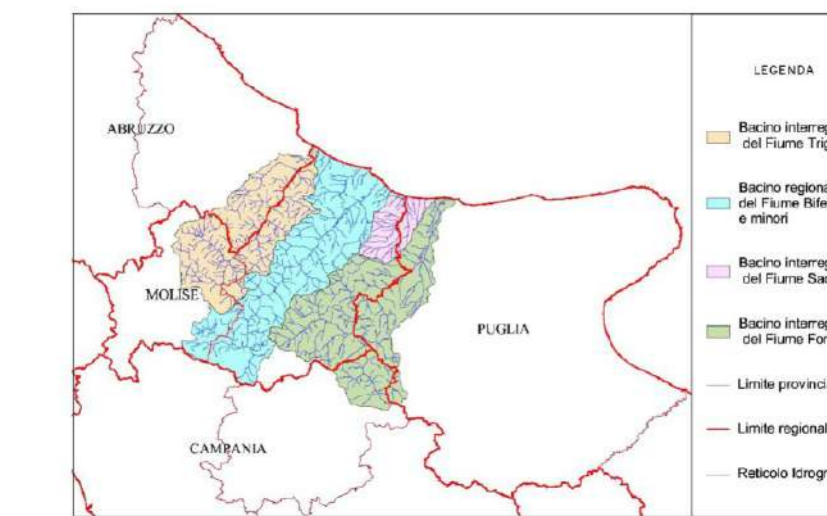 ABRUZZO
MOLISE
CAMPANIA
PUGLIA
LEGENDA
Bacino interreg
del Fiume Trig
Bacino regiona
del Fiume Bife
e minori
Bacino interreg
del Fiume Sac
Bacino interreg
del Fiume For
Limite provinci
Limite regional
Reticolo Idrogr